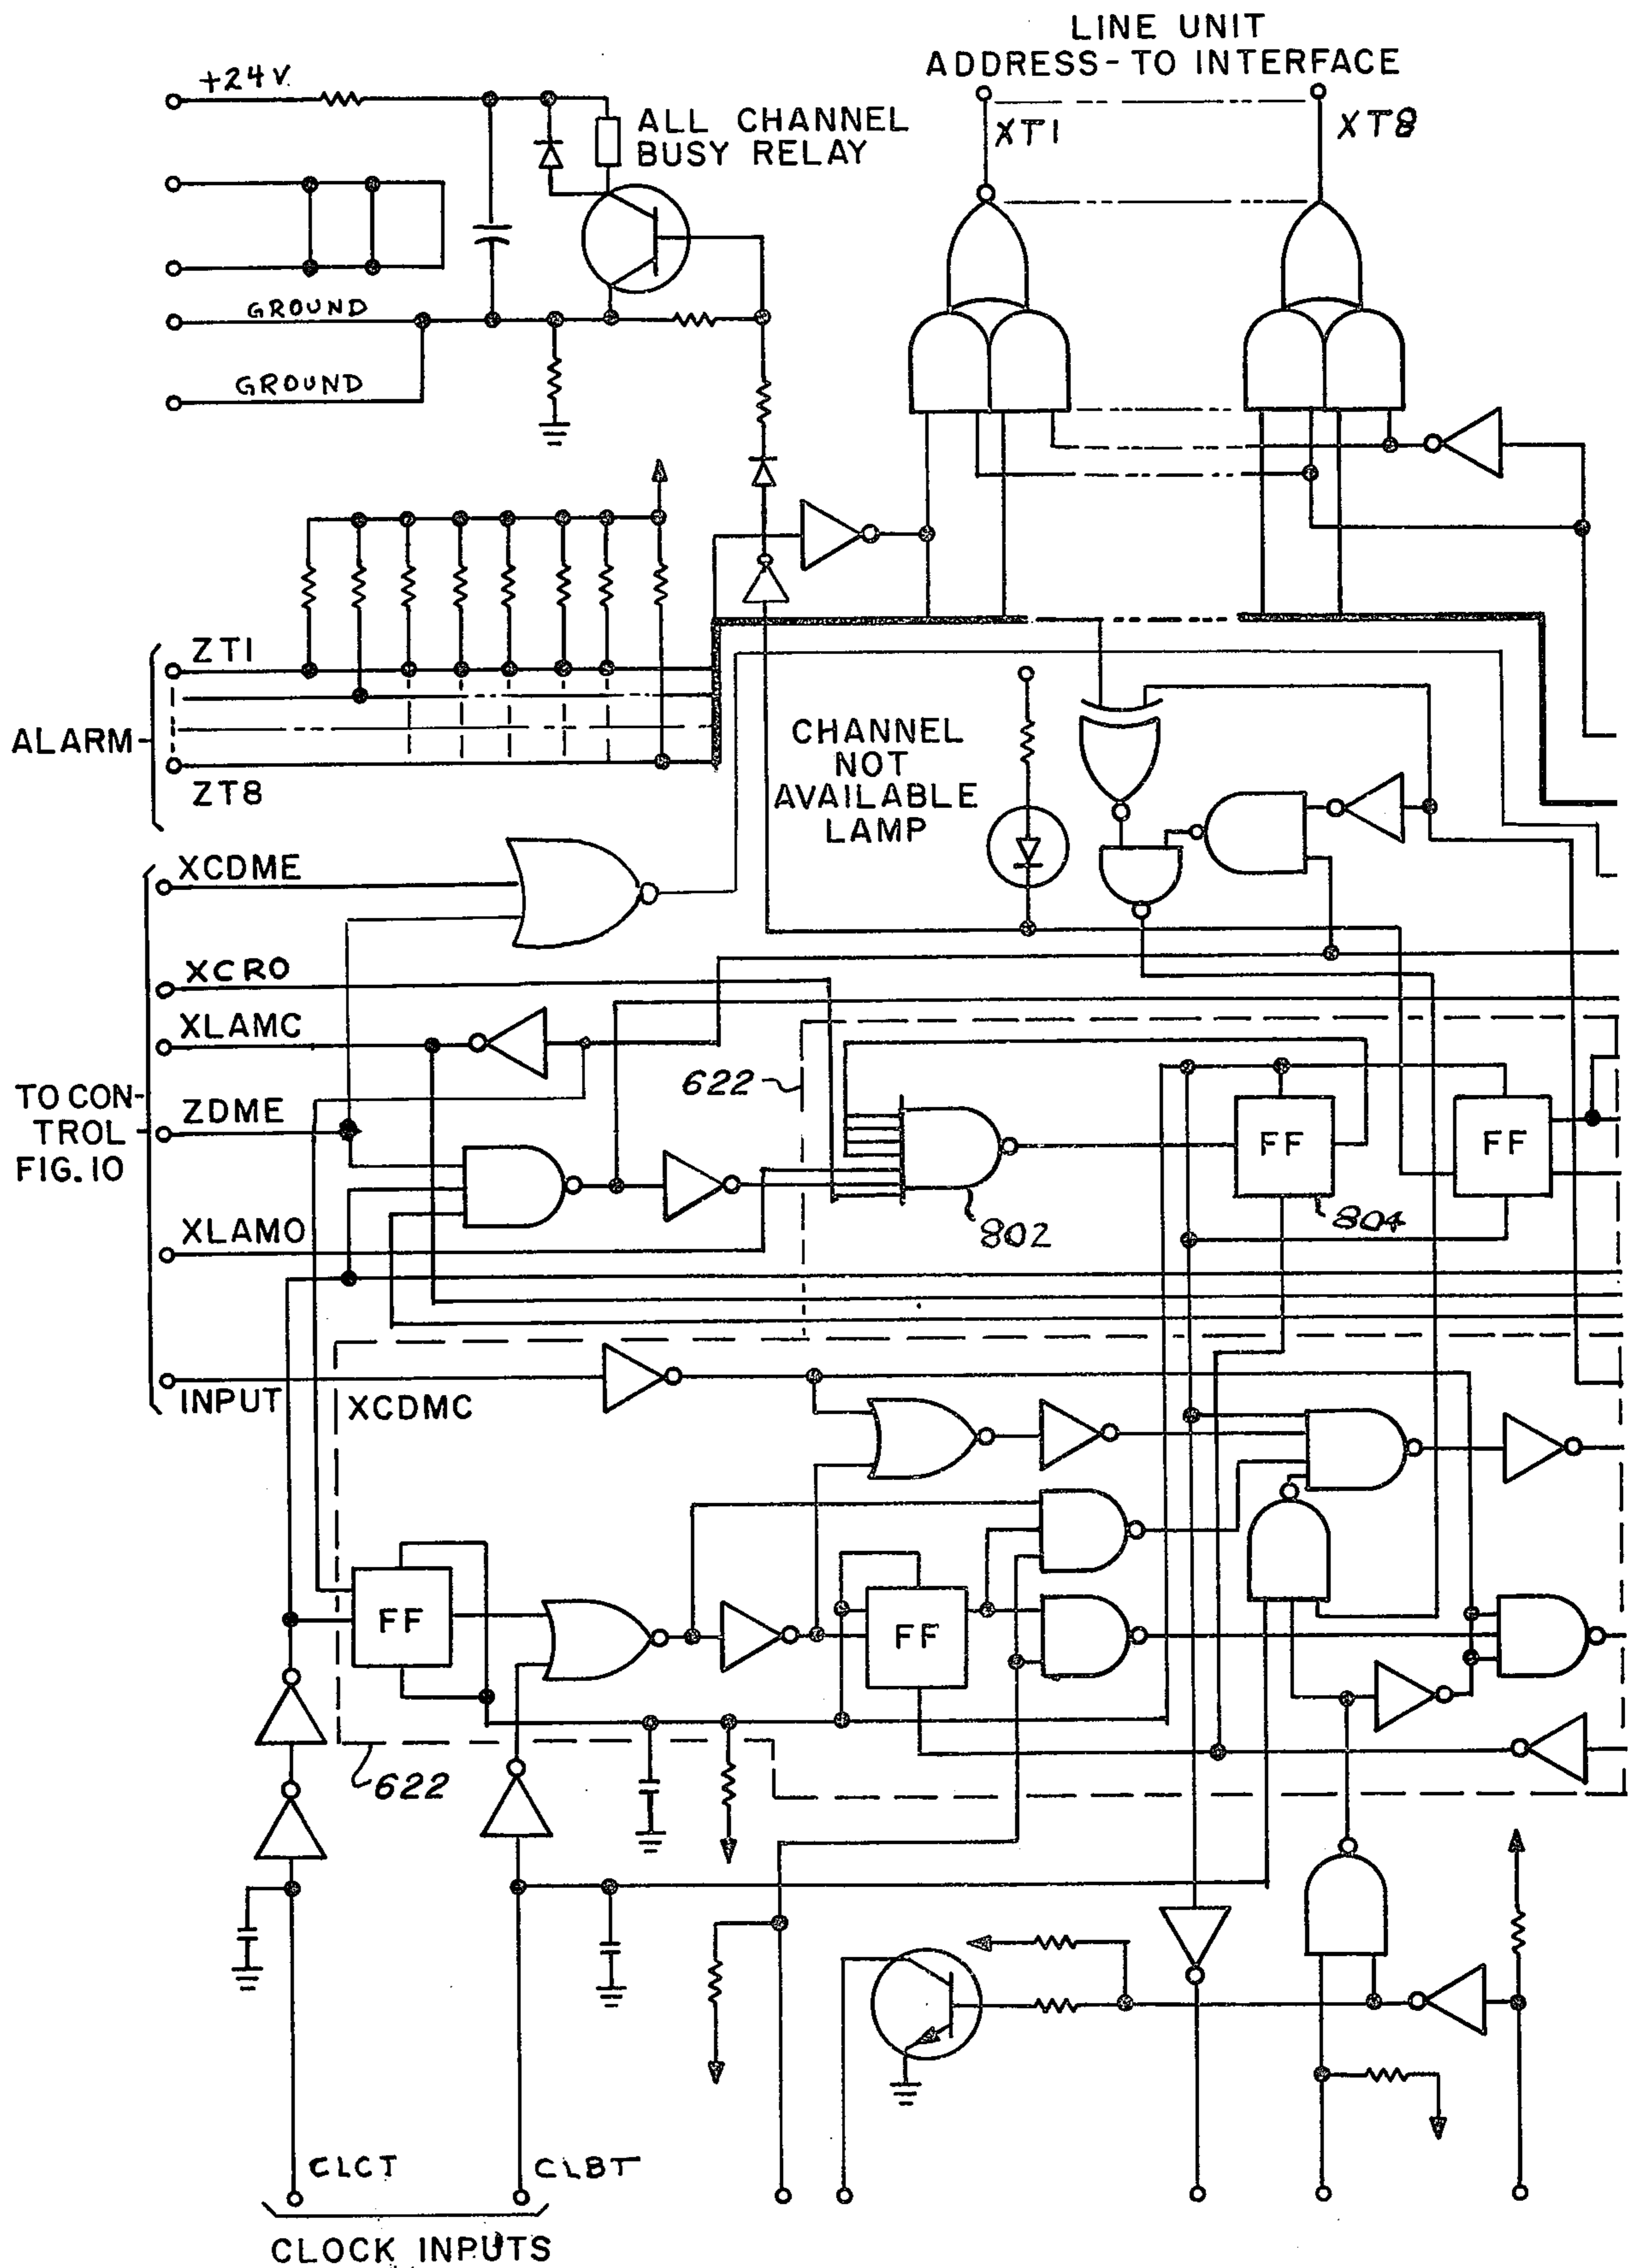 LINE UNIT
ADDRESS- TO INTERFACE
+24V.
XT1
XT8
ALL CHANNEL
BUSY RELAY
GROUND
GROUND
ZT1
ALARM
ZT8
CHANNEL
NOT
AVAILABLE
LAMP
XCDME
XCRO
XLAMC
TO CON-
TROL
FIG. 10
ZDME
XLAMO
INPUT
622
802
FF
804
FF
XCDMC
FF
FF
622
CLCT
CLBT
CLOCK INPUTS